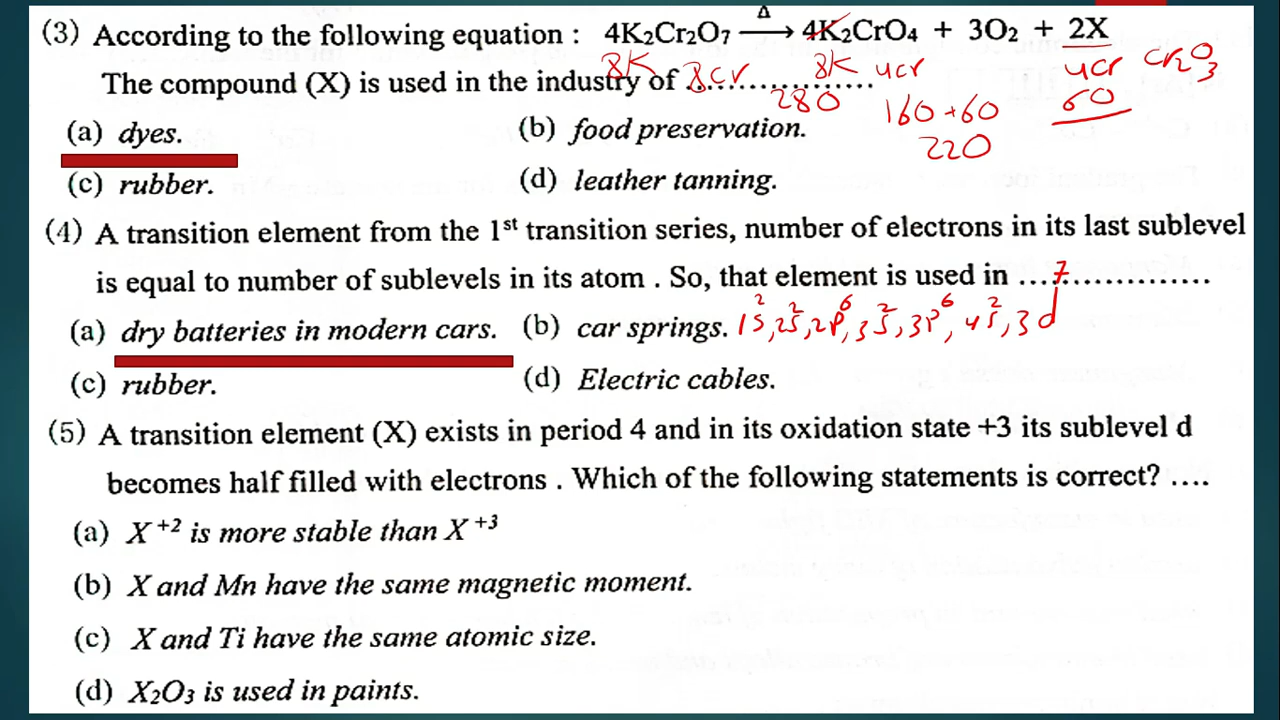 (3) According to the following equation : 4K₂Cr₂O₇ —Δ→ 4K₂CrO₄ + 3O₂ + 2X
8K 8Cr 8K 4cr 4cr cr₂O₃
The compound (X) is used in the industry of ..................
280 160+60 60
220
(a) dyes. (b) food preservation.
(c) rubber. (d) leather tanning.
(4) A transition element from the 1ˢᵗ transition series, number of electrons in its last sublevel
is equal to number of sublevels in its atom . So, that element is used in ..................
(a) dry batteries in modern cars. (b) car springs. 1S², 2S², 2P⁶, 3S², 3P⁶, 4S², 3d⁷
(c) rubber. (d) Electric cables.
(5) A transition element (X) exists in period 4 and in its oxidation state +3 its sublevel d
becomes half filled with electrons . Which of the following statements is correct? ....
(a) X⁺² is more stable than X⁺³
(b) X and Mn have the same magnetic moment.
(c) X and Ti have the same atomic size.
(d) X₂O₃ is used in paints.